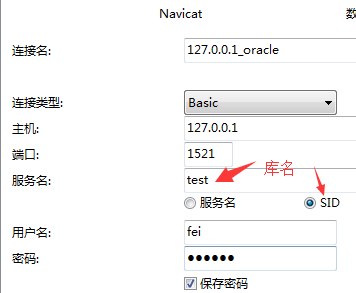 Navicat 数
连接名: 127.0.0.1_oracle
连接类型: Basic
主机: 127.0.0.1
端口: 1521
库名
服务名: test
服务名 SID
用户名: fei
密码: ●●●●●●
保存密码